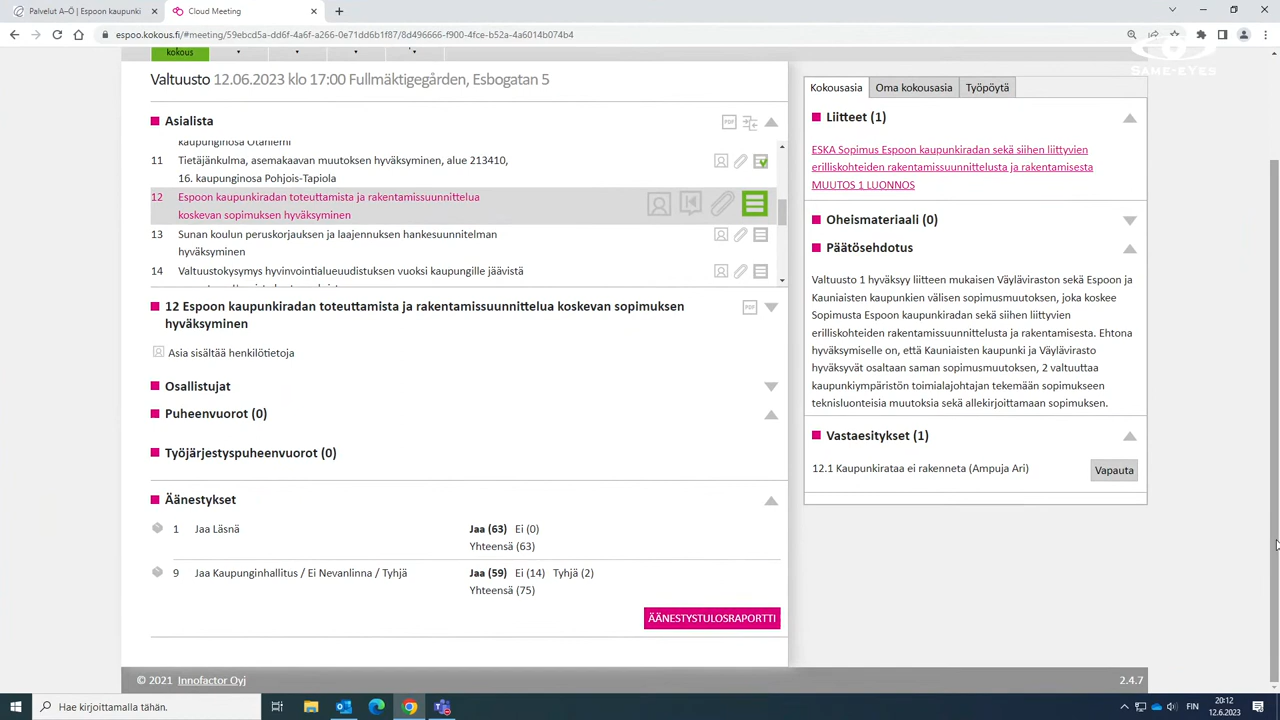 Palvelut A–Ö | Espoon kaupunki
Cloud Meeting
espoo.kokous.fi/#meeting/59ebcd5a-dd6f-4a6f-a266-0e71dd6b1f87/8d496666-f900-4fce-b52a-4a6014b074b4
SAME-EYES
kokous
Valtuusto 12.06.2023 klo 17:00 Fullmäktigegården, Esbogatan 5
Asialista
kaupunginosa Otaniemi
11 Tietäjänkulma, asemakaavan muutoksen hyväksyminen, alue 213410,
16. kaupunginosa Pohjois-Tapiola
12 Espoon kaupunkiradan toteuttamista ja rakentamissuunnittelua
koskevan sopimuksen hyväksyminen
13 Sunan koulun peruskorjauksen ja laajennuksen hankesuunnitelman
hyväksyminen
14 Valtuustokysymys hyvinvointialueuudistuksen vuoksi kaupungille jäävistä
12 Espoon kaupunkiradan toteuttamista ja rakentamissuunnittelua koskevan sopimuksen
hyväksyminen
Asia sisältää henkilötietoja
Osallistujat
Puheenvuorot (0)
Työjärjestyspuheenvuorot (0)
Äänestykset
1 Jaa Läsnä Jaa (63) Ei (0)
Yhteensä (63)
9 Jaa Kaupunginhallitus / Ei Nevanlinna / Tyhjä Jaa (59) Ei (14) Tyhjä (2)
Yhteensä (75)
ÄÄNESTYSTULOSRAPORTTI
Kokousasia Oma kokousasia Työpöytä
Liitteet (1)
ESKA Sopimus Espoon kaupunkiradan sekä siihen liittyvien
erilliskohteiden rakentamissuunnittelusta ja rakentamisesta
MUUTOS 1 LUONNOS
Oheismateriaali (0)
Päätösehdotus
Valtuusto 1 hyväksyy liitteen mukaisen Väyläviraston sekä Espoon ja
Kauniaisten kaupunkien välisen sopimusmuutoksen, joka koskee
Sopimusta Espoon kaupunkiradan sekä siihen liittyvien
erilliskohteiden rakentamissuunnittelusta ja rakentamisesta. Ehtona
hyväksymiselle on, että Kauniaisten kaupunki ja Väylävirasto
hyväksyvät osaltaan saman sopimusmuutoksen, 2 valtuuttaa
kaupunkiympäristön toimialajohtajan tekemään sopimukseen
teknisluonteisia muutoksia sekä allekirjoittamaan sopimuksen.
Vastaesitykset (1)
12.1 Kaupunkirataa ei rakenneta (Ampuja Ari) Vapauta
© 2021 Innofactor Oyj 2.4.7
Hae kirjoittamalla tähän.
FIN
20:12
12.6.2023